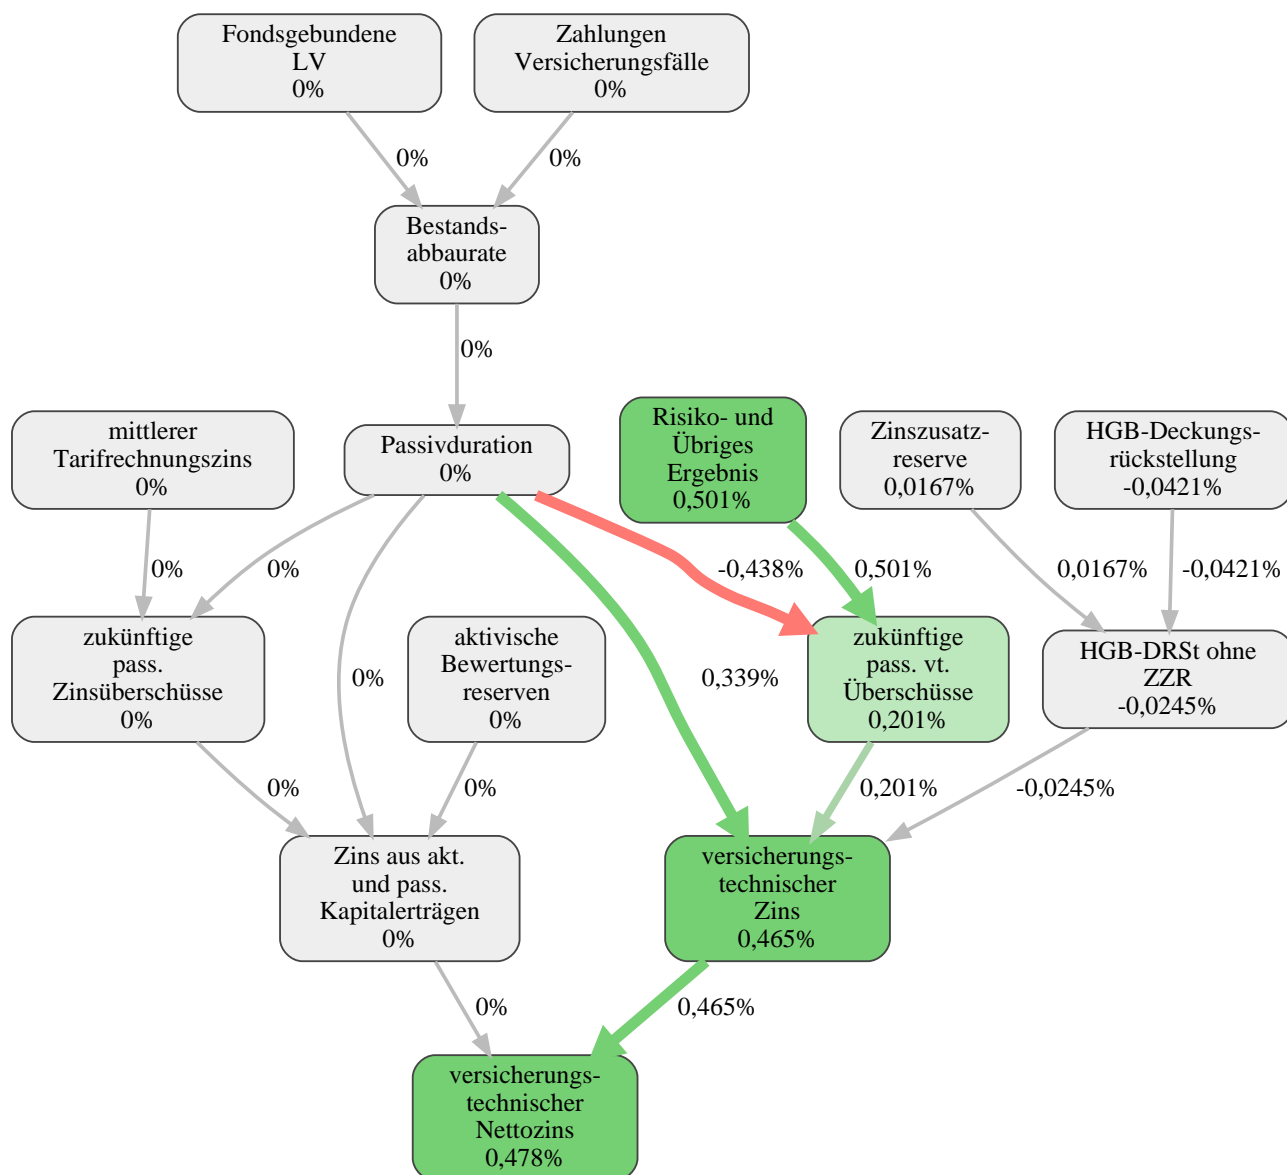 Fondsgebundene
LV
0%
Zahlungen
Versicherungsfälle
0%
0%
0%
Bestands-
abbaurate
0%
0%
mittlerer
Tarifrechnungszins
0%
Passivduration
0%
Risiko- und
Übriges
Ergebnis
0,501%
Zinszusatz-
reserve
0,0167%
HGB-Deckungs-
rückstellung
-0,0421%
0%
0%
-0,438%
0,501%
0,0167%
-0,0421%
zukünftige
pass.
Zinsüberschüsse
0%
0%
aktivische
Bewertungs-
reserven
0%
0,339%
zukünftige
pass. vt.
Überschüsse
0,201%
HGB-DRSt ohne
ZZR
-0,0245%
0%
0%
0,201%
-0,0245%
Zins aus akt.
und pass.
Kapitalerträgen
0%
versicherungs-
technischer
Zins
0,465%
0%
0,465%
versicherungs-
technischer
Nettozins
0,478%